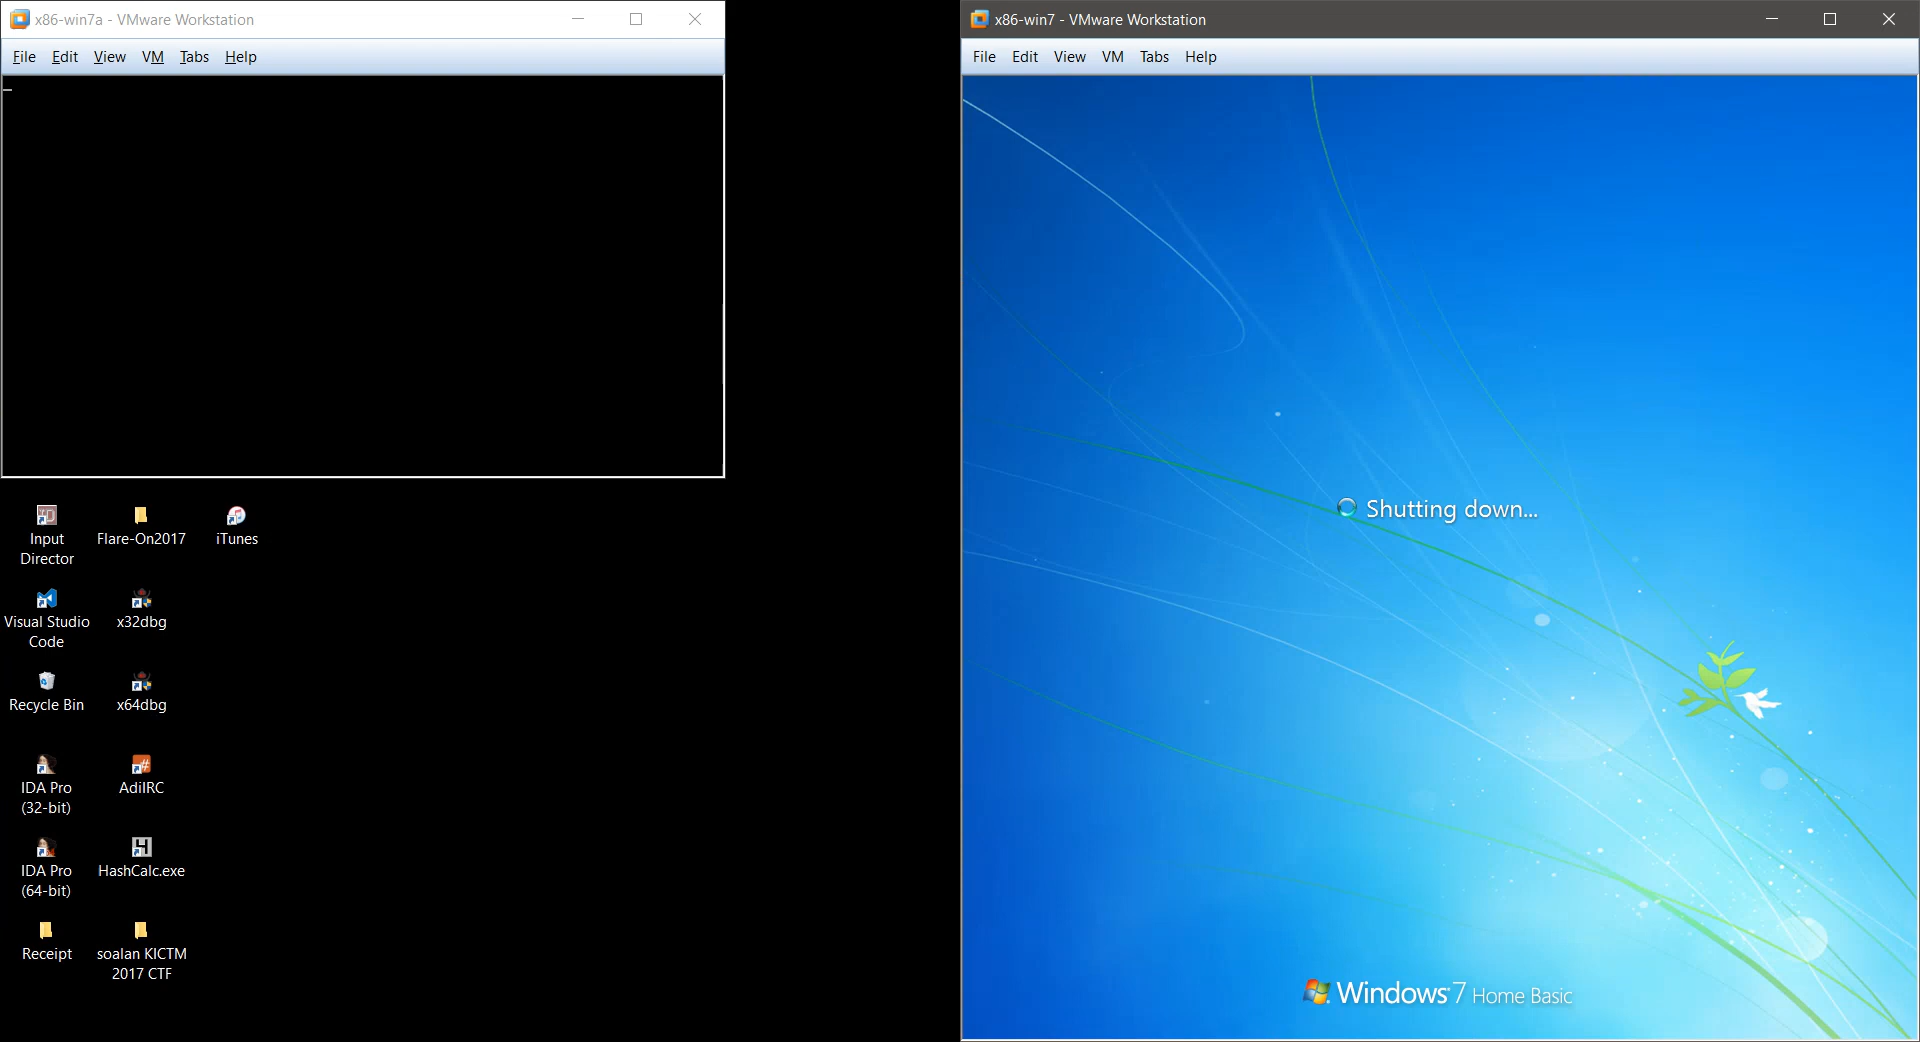 x86-win7a - VMware Workstation
File Edit View VM Tabs Help
Input
Director
Flare-On2017
iTunes
Visual Studio
Code
x32dbg
Recycle Bin
x64dbg
IDA Pro
(32-bit)
AdiIRC
IDA Pro
(64-bit)
HashCalc.exe
Receipt
soalan KICTM
2017 CTF
x86-win7 - VMware Workstation
File Edit View VM Tabs Help
Shutting down...
Windows 7 Home Basic